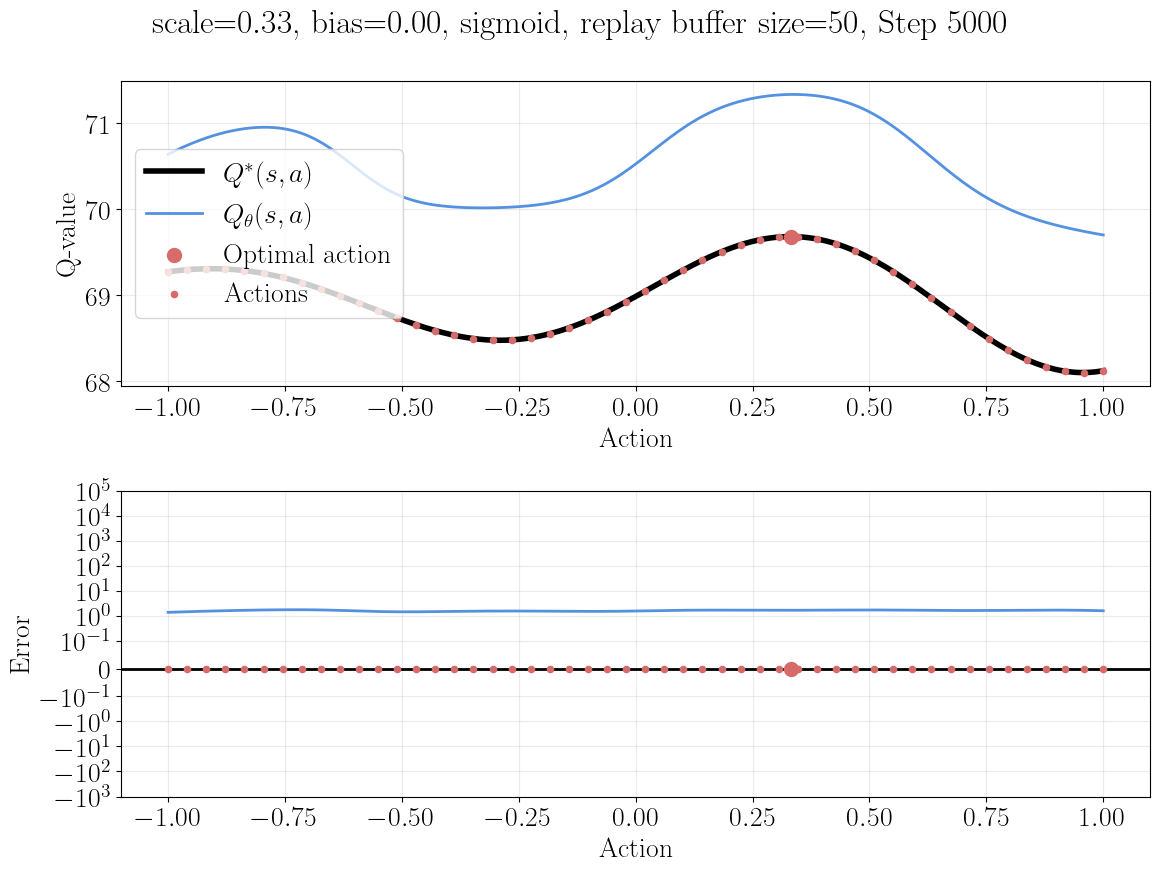 scale=0.33, bias=0.00, sigmoid, replay buffer size=50, Step 5000
71
70
69
68
Q-value
Q*(s, a)
Q_θ(s, a)
Optimal action
Actions
−1.00 −0.75 −0.50 −0.25 0.00 0.25 0.50 0.75 1.00
Action
10^5
10^4
10^3
10^2
10^1
10^0
10^−1
0
−10^−1
−10^0
−10^1
−10^2
−10^3
Error
−1.00 −0.75 −0.50 −0.25 0.00 0.25 0.50 0.75 1.00
Action